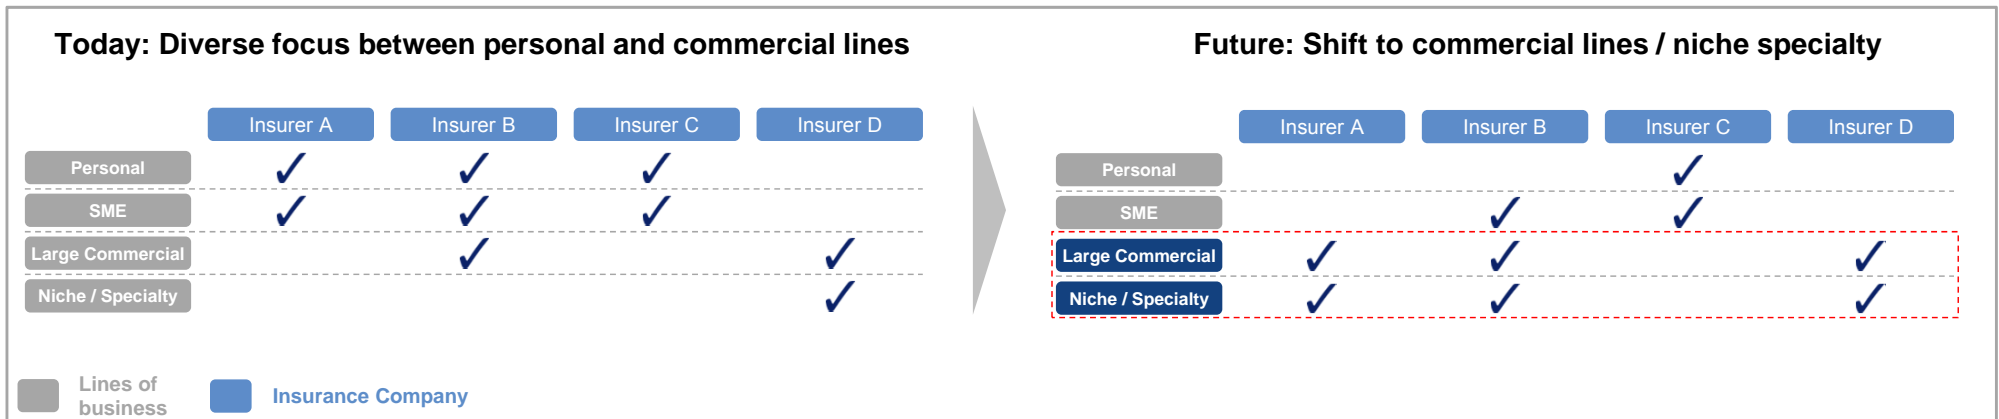 Today: Diverse focus between personal and commercial lines
Insurer A Insurer B Insurer C Insurer D
Personal
SME
Large Commercial
Niche / Specialty
Future: Shift to commercial lines / niche specialty
Insurer A Insurer B Insurer C Insurer D
Personal
SME
Large Commercial
Niche / Specialty
Lines of
business
Insurance Company